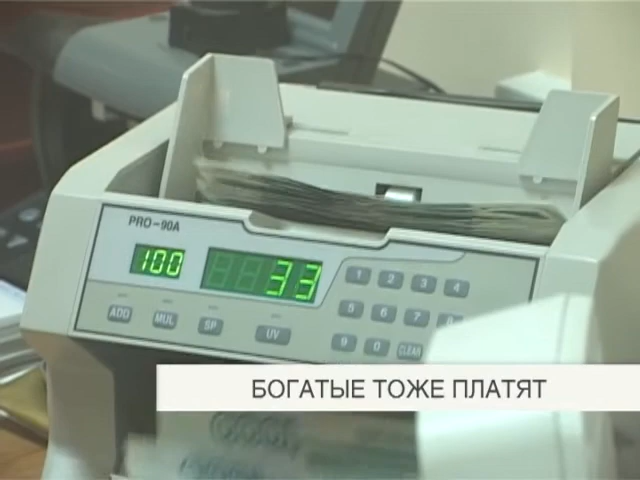 PRO-90A
100
33
1 2 3 4
ADD MUL SP UV
5 6 7 8
9 0 CLEAR
БОГАТЫЕ ТОЖЕ ПЛАТЯТ